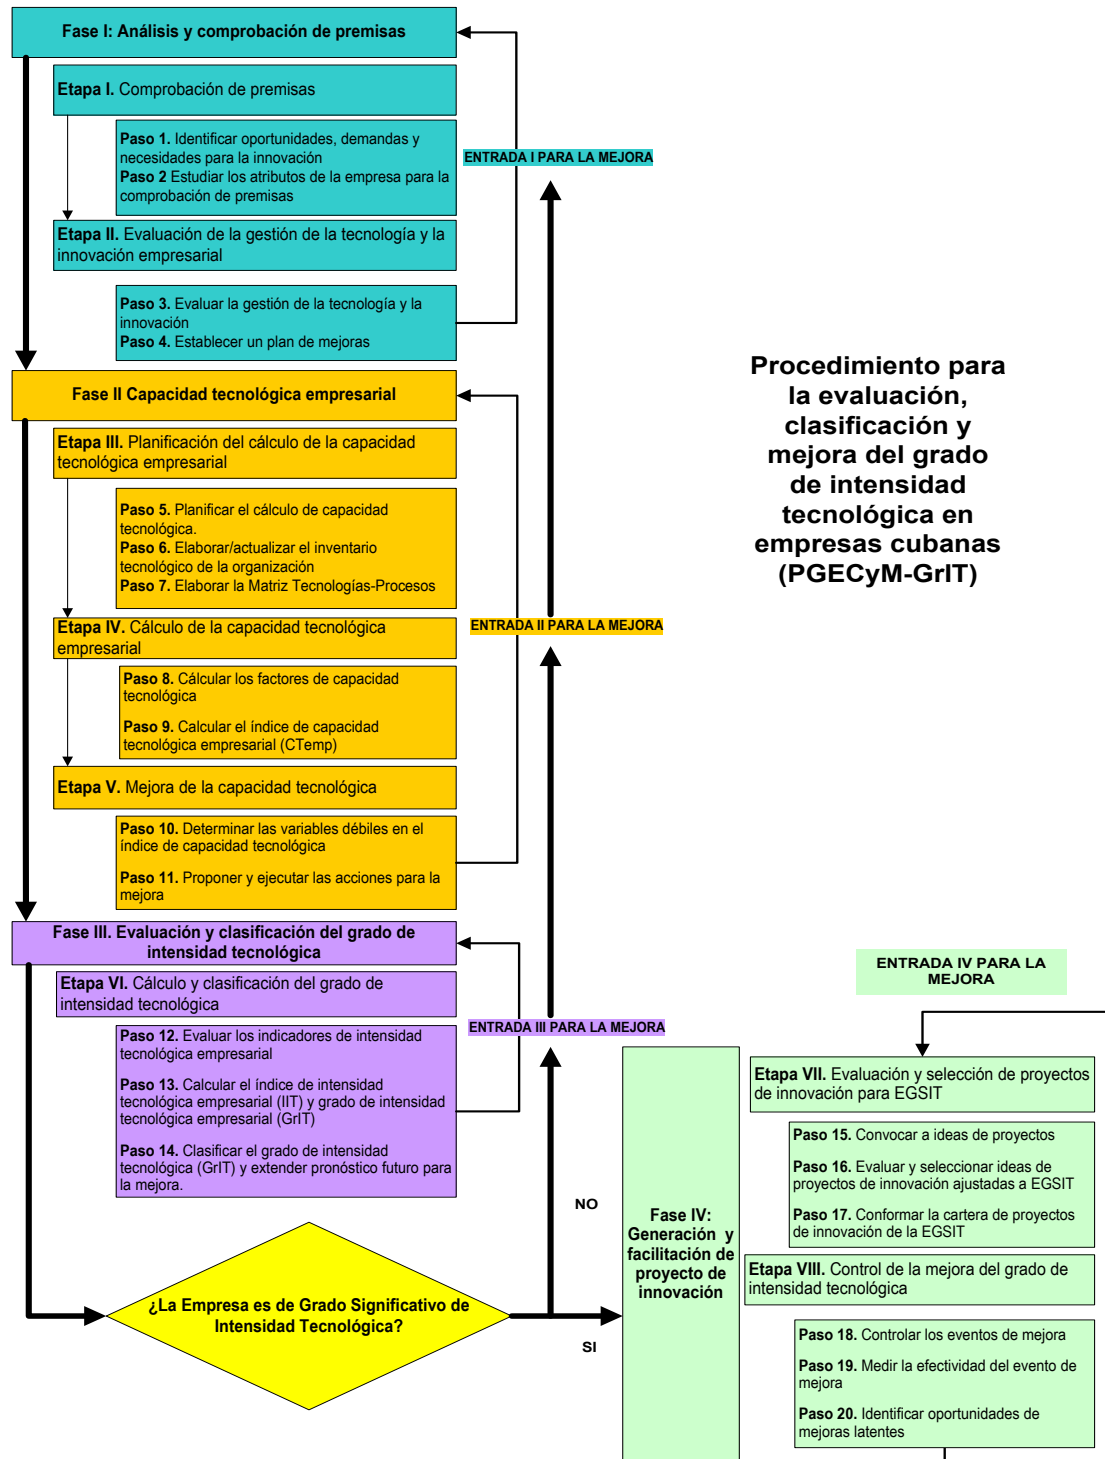 Fase I: Análisis y comprobación de premisas
Etapa I. Comprobación de premisas
Paso 1. Identificar oportunidades, demandas y
necesidades para la innovación
Paso 2 Estudiar los atributos de la empresa para la
comprobación de premisas
ENTRADA I PARA LA MEJORA
Etapa II. Evaluación de la gestión de la tecnología y la
innovación empresarial
Paso 3. Evaluar la gestión de la tecnología y la
innovación
Paso 4. Establecer un plan de mejoras
Procedimiento para
la evaluación,
clasificación y
mejora del grado
de intensidad
tecnológica en
empresas cubanas
(PGECyM-GrIT)
Fase II Capacidad tecnológica empresarial
Etapa III. Planificación del cálculo de la capacidad
tecnológica empresarial
Paso 5. Planificar el cálculo de capacidad
tecnológica.
Paso 6. Elaborar/actualizar el inventario
tecnológico de la organización
Paso 7. Elaborar la Matriz Tecnologías-Procesos
ENTRADA II PARA LA MEJORA
Etapa IV. Cálculo de la capacidad tecnológica
empresarial
Paso 8. Cálcular los factores de capacidad
tecnológica
Paso 9. Calcular el índice de capacidad
tecnológica empresarial (CTemp)
Etapa V. Mejora de la capacidad tecnológica
Paso 10. Determinar las variables débiles en el
índice de capacidad tecnológica
Paso 11. Proponer y ejecutar las acciones para la
mejora
Fase III. Evaluación y clasificación del grado de
intensidad tecnológica
Etapa VI. Cálculo y clasificación del grado de
intensidad tecnológica
ENTRADA III PARA LA MEJORA
Paso 12. Evaluar los indicadores de intensidad
tecnológica empresarial
Paso 13. Calcular el índice de intensidad
tecnológica empresarial (IIT) y grado de intensidad
tecnológica empresarial (GrIT)
Paso 14. Clasificar el grado de intensidad
tecnológica (GrIT) y extender pronóstico futuro para
la mejora.
¿La Empresa es de Grado Significativo de
Intensidad Tecnológica?
NO
SI
Fase IV:
Generación y
facilitación de
proyecto de
innovación
ENTRADA IV PARA LA
MEJORA
Etapa VII. Evaluación y selección de proyectos
de innovación para EGSIT
Paso 15. Convocar a ideas de proyectos
Paso 16. Evaluar y seleccionar ideas de
proyectos de innovación ajustadas a EGSIT
Paso 17. Conformar la cartera de proyectos
de innovación de la EGSIT
Etapa VIII. Control de la mejora del grado de
intensidad tecnológica
Paso 18. Controlar los eventos de mejora
Paso 19. Medir la efectividad del evento de
mejora
Paso 20. Identificar oportunidades de
mejoras latentes